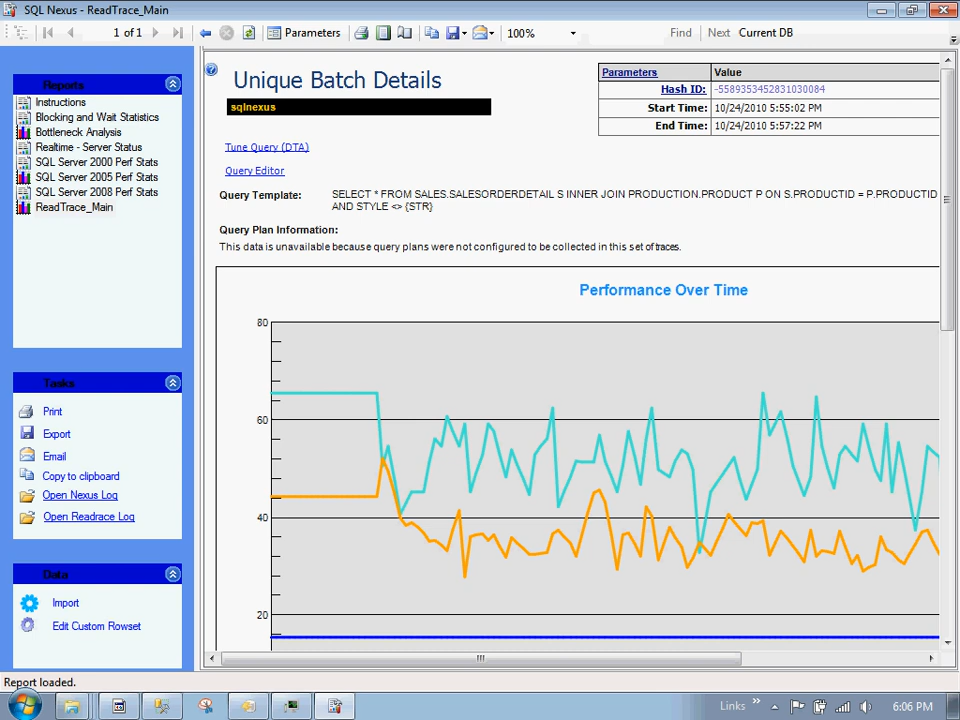 SQL Nexus - ReadTrace_Main
1 of 1
Parameters
100%
Find
Next
Current DB
Reports
Instructions
Blocking and Wait Statistics
Bottleneck Analysis
Realtime - Server Status
SQL Server 2000 Perf Stats
SQL Server 2005 Perf Stats
SQL Server 2008 Perf Stats
ReadTrace_Main
Tasks
Print
Export
Email
Copy to clipboard
Open Nexus Log
Open Readrace Log
Data
Import
Edit Custom Rowset
Unique Batch Details
sqlnexus
Parameters Value
Hash ID: -5589353452831030084
Start Time: 10/24/2010 5:55:02 PM
End Time: 10/24/2010 5:57:22 PM
Tune Query (DTA)
Query Editor
Query Template: SELECT * FROM SALES.SALESORDERDETAIL S INNER JOIN PRODUCTION.PRODUCT P ON S.PRODUCTID = P.PRODUCTID
AND STYLE <> {STR}
Query Plan Information:
This data is unavailable because query plans were not configured to be collected in this set of traces.
Performance Over Time
80
60
40
20
Report loaded.
Links
6:06 PM